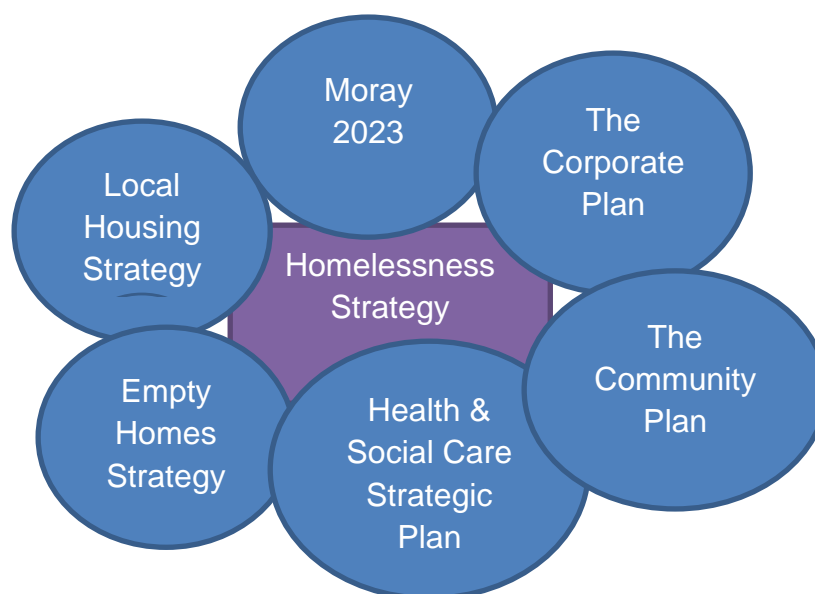 Moray
2023
The
Corporate
Plan
Local
Housing
Strategy
Homelessness
Strategy
The
Community
Plan
Empty
Homes
Strategy
Health &
Social Care
Strategic
Plan